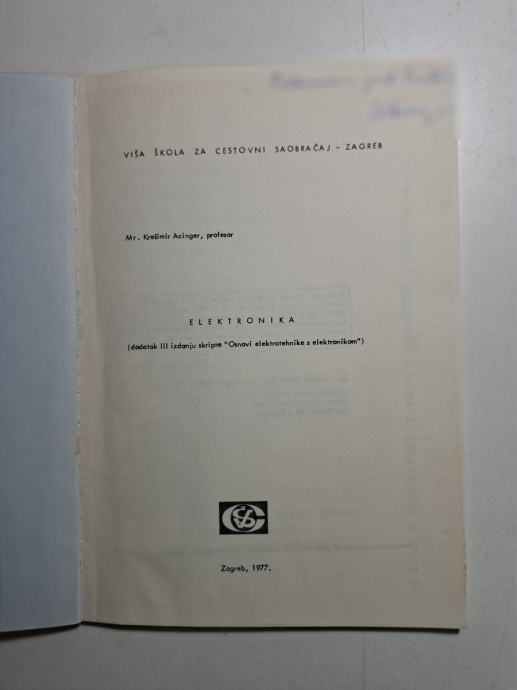 VIŠA ŠKOLA ZA CESTOVNI SAOBRAĆAJ - ZAGREB
Mr. Krešimir Acinger, profesor
ELEKTRONIKA
(dodatak III izdanju skripte "Osnovi elektrotehnike s elektronikom")
Zagreb, 1977.